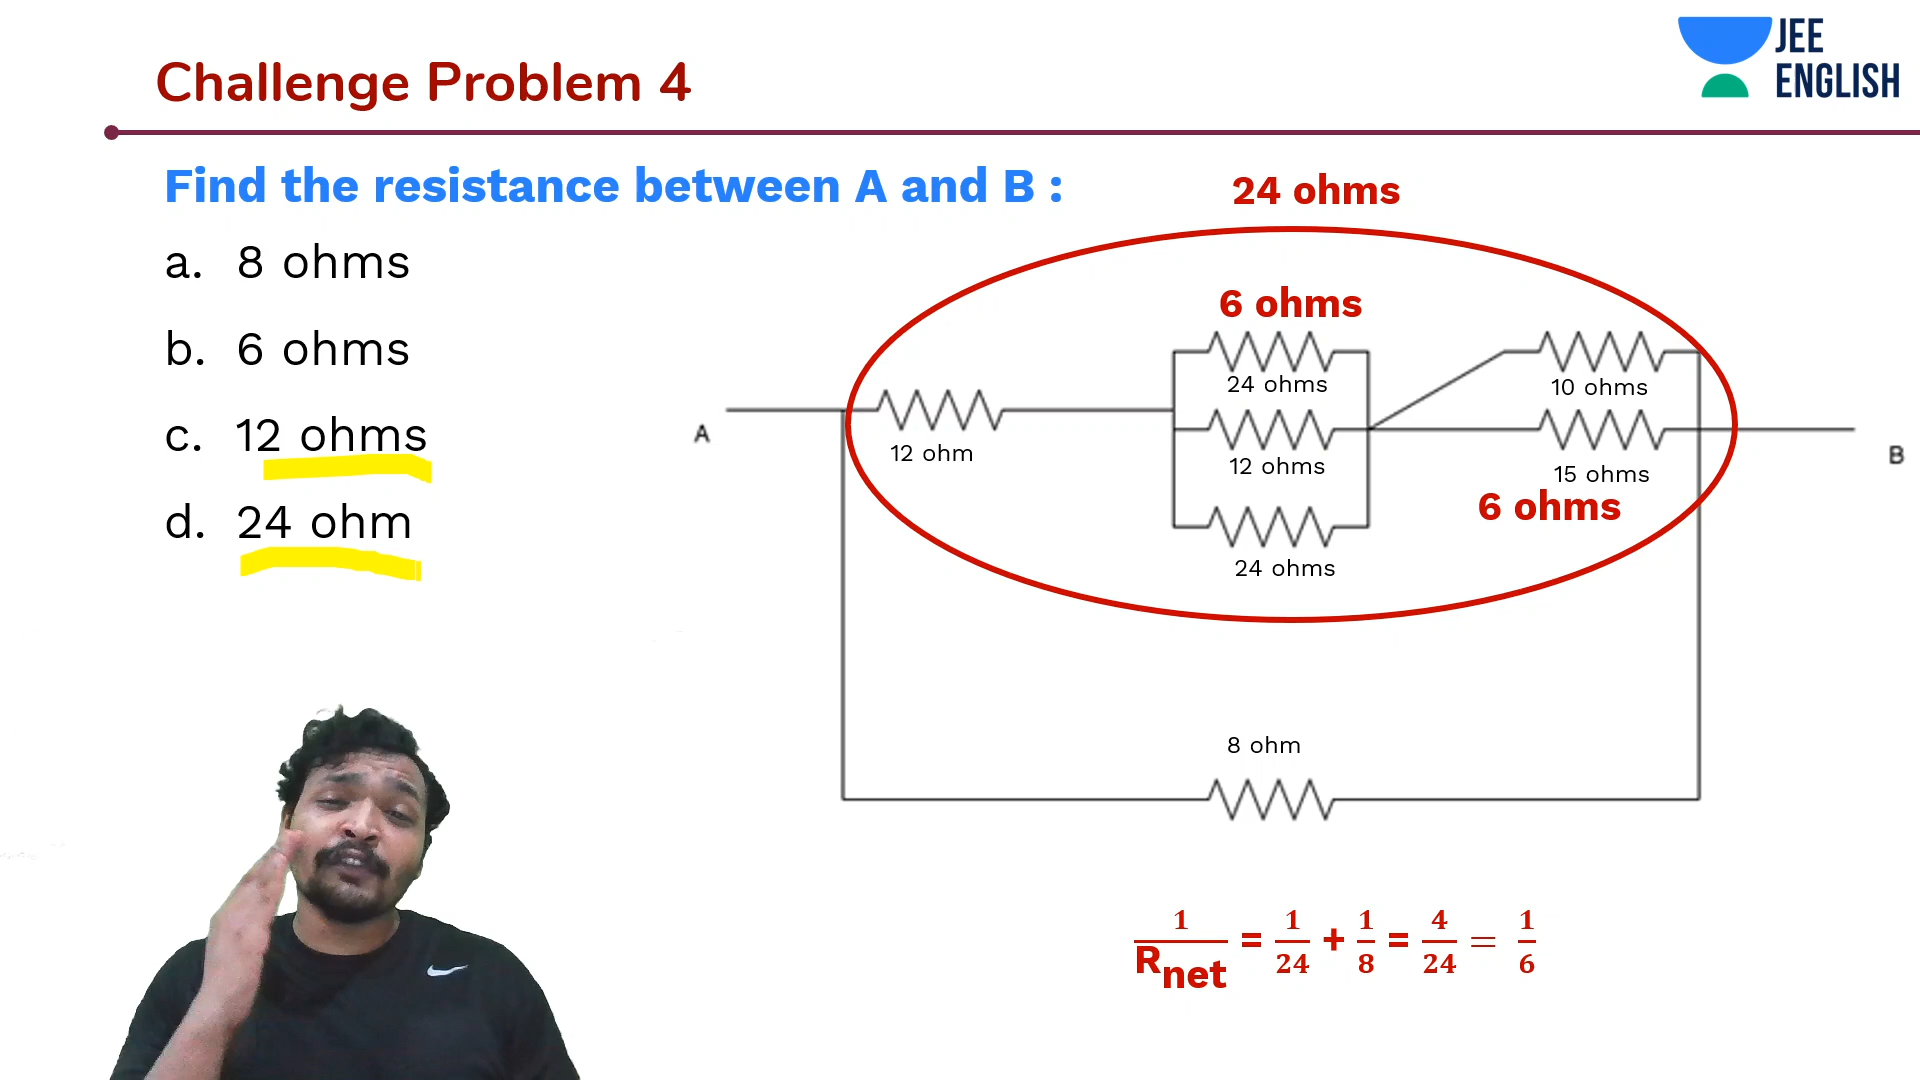 Challenge Problem 4
JEE
ENGLISH
Find the resistance between A and B :
a. 8 ohms
b. 6 ohms
c. 12 ohms
d. 24 ohm
24 ohms
6 ohms
24 ohms
10 ohms
A
12 ohm
12 ohms
15 ohms
B
6 ohms
24 ohms
8 ohm
1/Rnet = 1/24 + 1/8 = 4/24 = 1/6